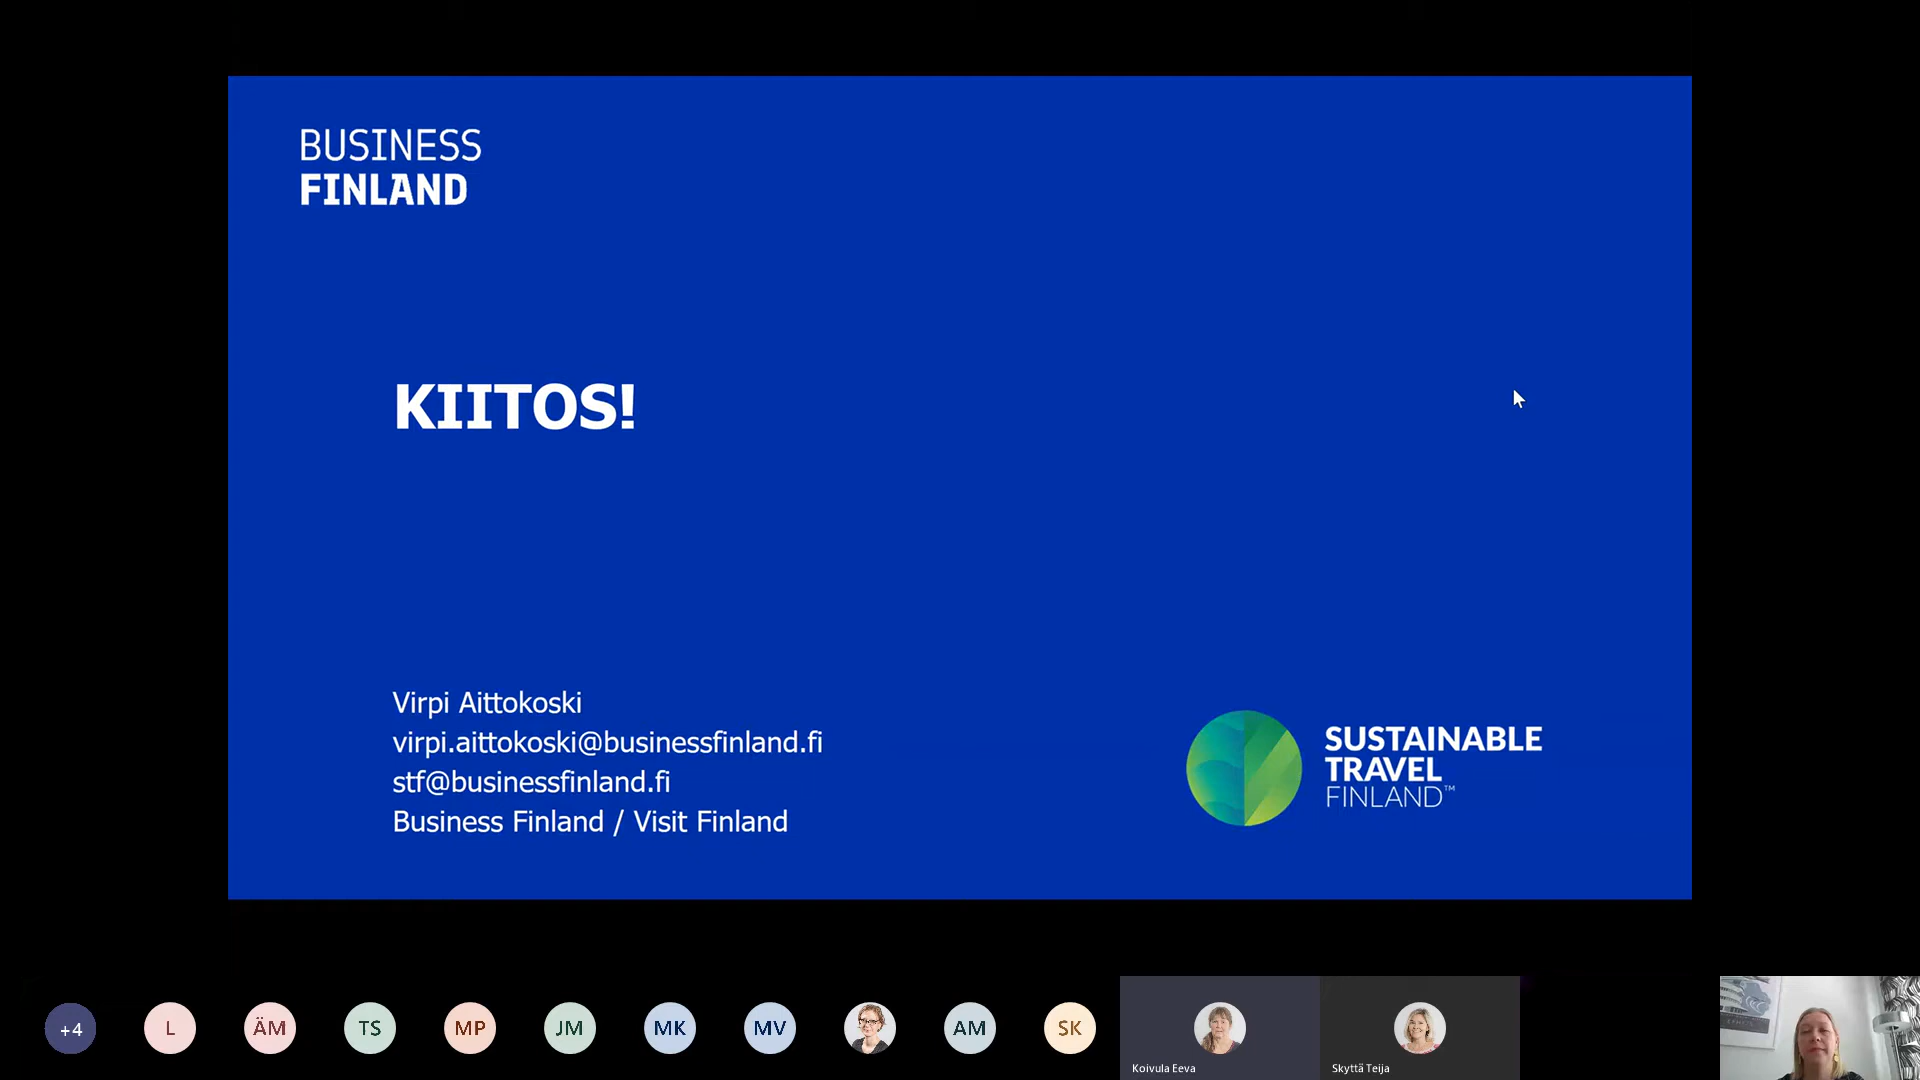 BUSINESS
FINLAND
KIITOS!
Virpi Aittokoski
virpi.aittokoski@businessfinland.fi
stf@businessfinland.fi
Business Finland / Visit Finland
SUSTAINABLE
TRAVEL
FINLAND™
+4
L
ÄM
TS
MP
JM
MK
MV
AM
SK
Koivula Eeva
Skyttä Teija